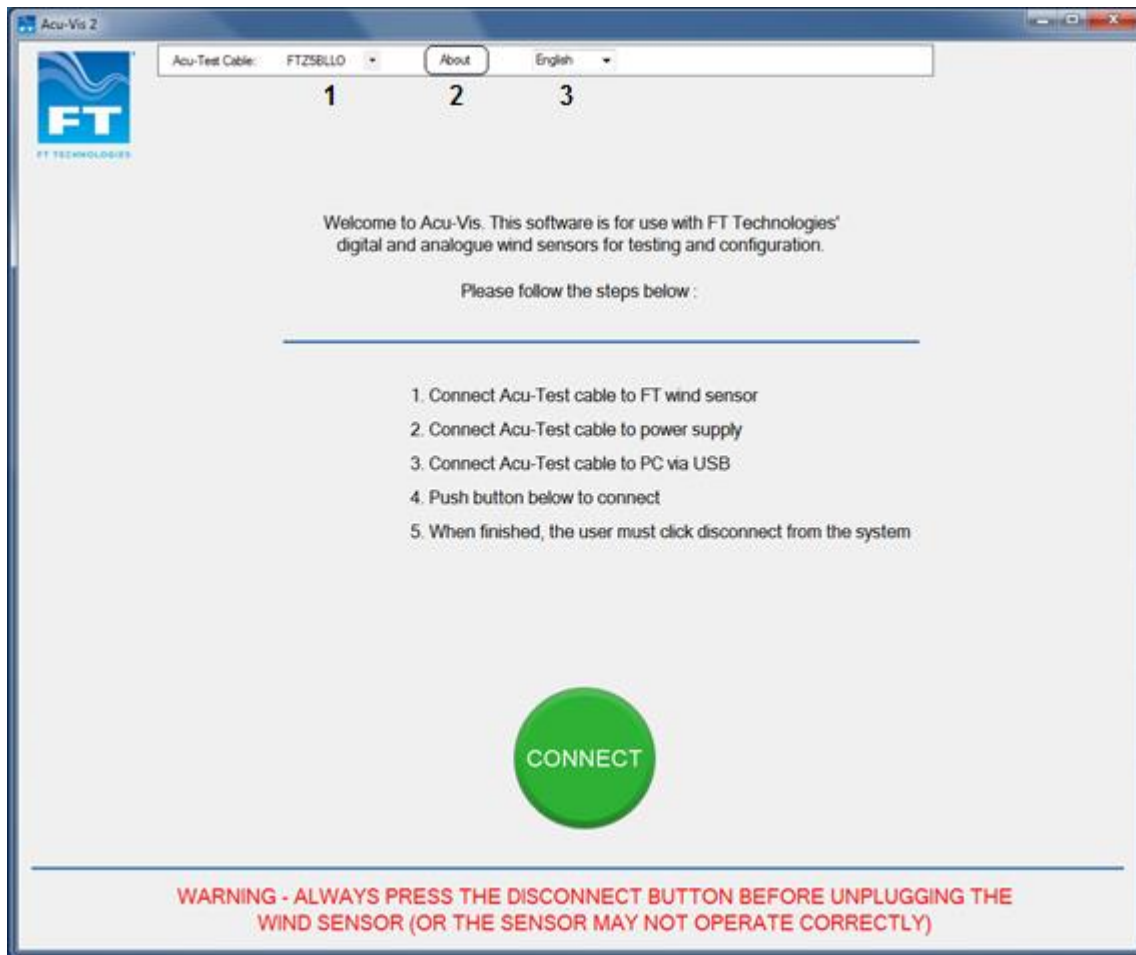 Acu-Vis 2
Acu-Test Cable: FTZ5BLLO About English
1 2 3
FT
FT TECHNOLOGIES
Welcome to Acu-Vis. This software is for use with FT Technologies'
digital and analogue wind sensors for testing and configuration.
Please follow the steps below :
1. Connect Acu-Test cable to FT wind sensor
2. Connect Acu-Test cable to power supply
3. Connect Acu-Test cable to PC via USB
4. Push button below to connect
5. When finished, the user must click disconnect from the system
CONNECT
WARNING - ALWAYS PRESS THE DISCONNECT BUTTON BEFORE UNPLUGGING THE
WIND SENSOR (OR THE SENSOR MAY NOT OPERATE CORRECTLY)